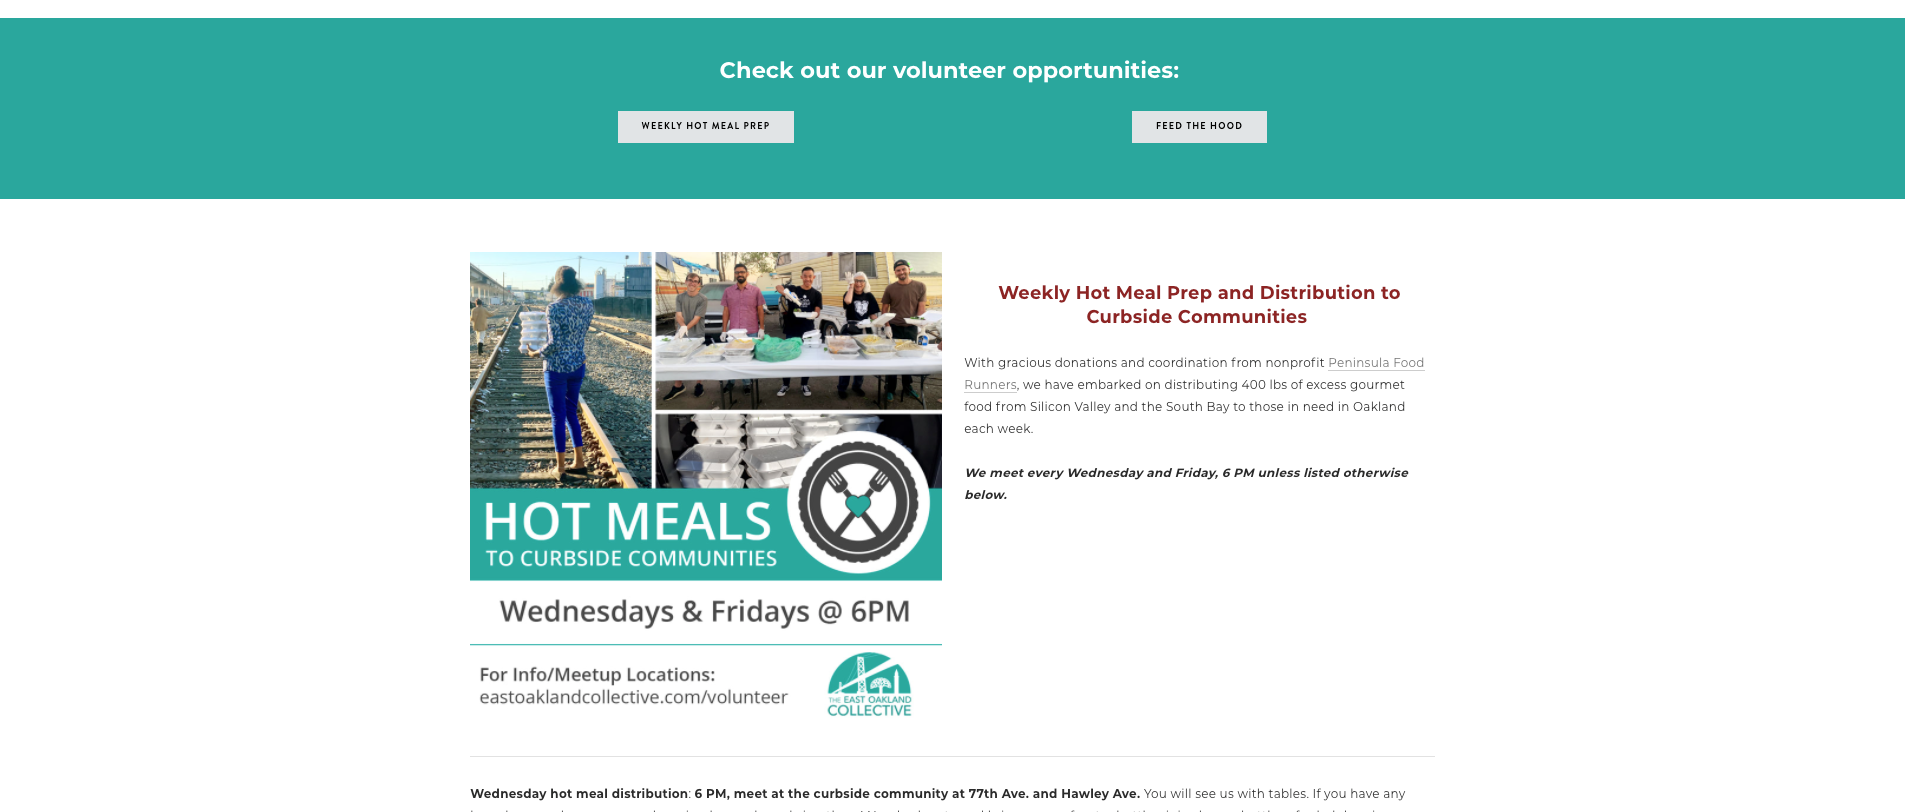 Check out our volunteer opportunities:
WEEKLY HOT MEAL PREP
FEED THE HOOD
HOT MEALS
TO CURBSIDE COMMUNITIES
Wednesdays & Fridays @ 6PM
For Info/Meetup Locations:
eastoaklandcollective.com/volunteer
THE EAST OAKLAND
COLLECTIVE
Weekly Hot Meal Prep and Distribution to
Curbside Communities
With gracious donations and coordination from nonprofit Peninsula Food
Runners, we have embarked on distributing 400 lbs of excess gourmet
food from Silicon Valley and the South Bay to those in need in Oakland
each week.
We meet every Wednesday and Friday, 6 PM unless listed otherwise
below.
Wednesday hot meal distribution: 6 PM, meet at the curbside community at 77th Ave. and Hawley Ave. You will see us with tables. If you have any